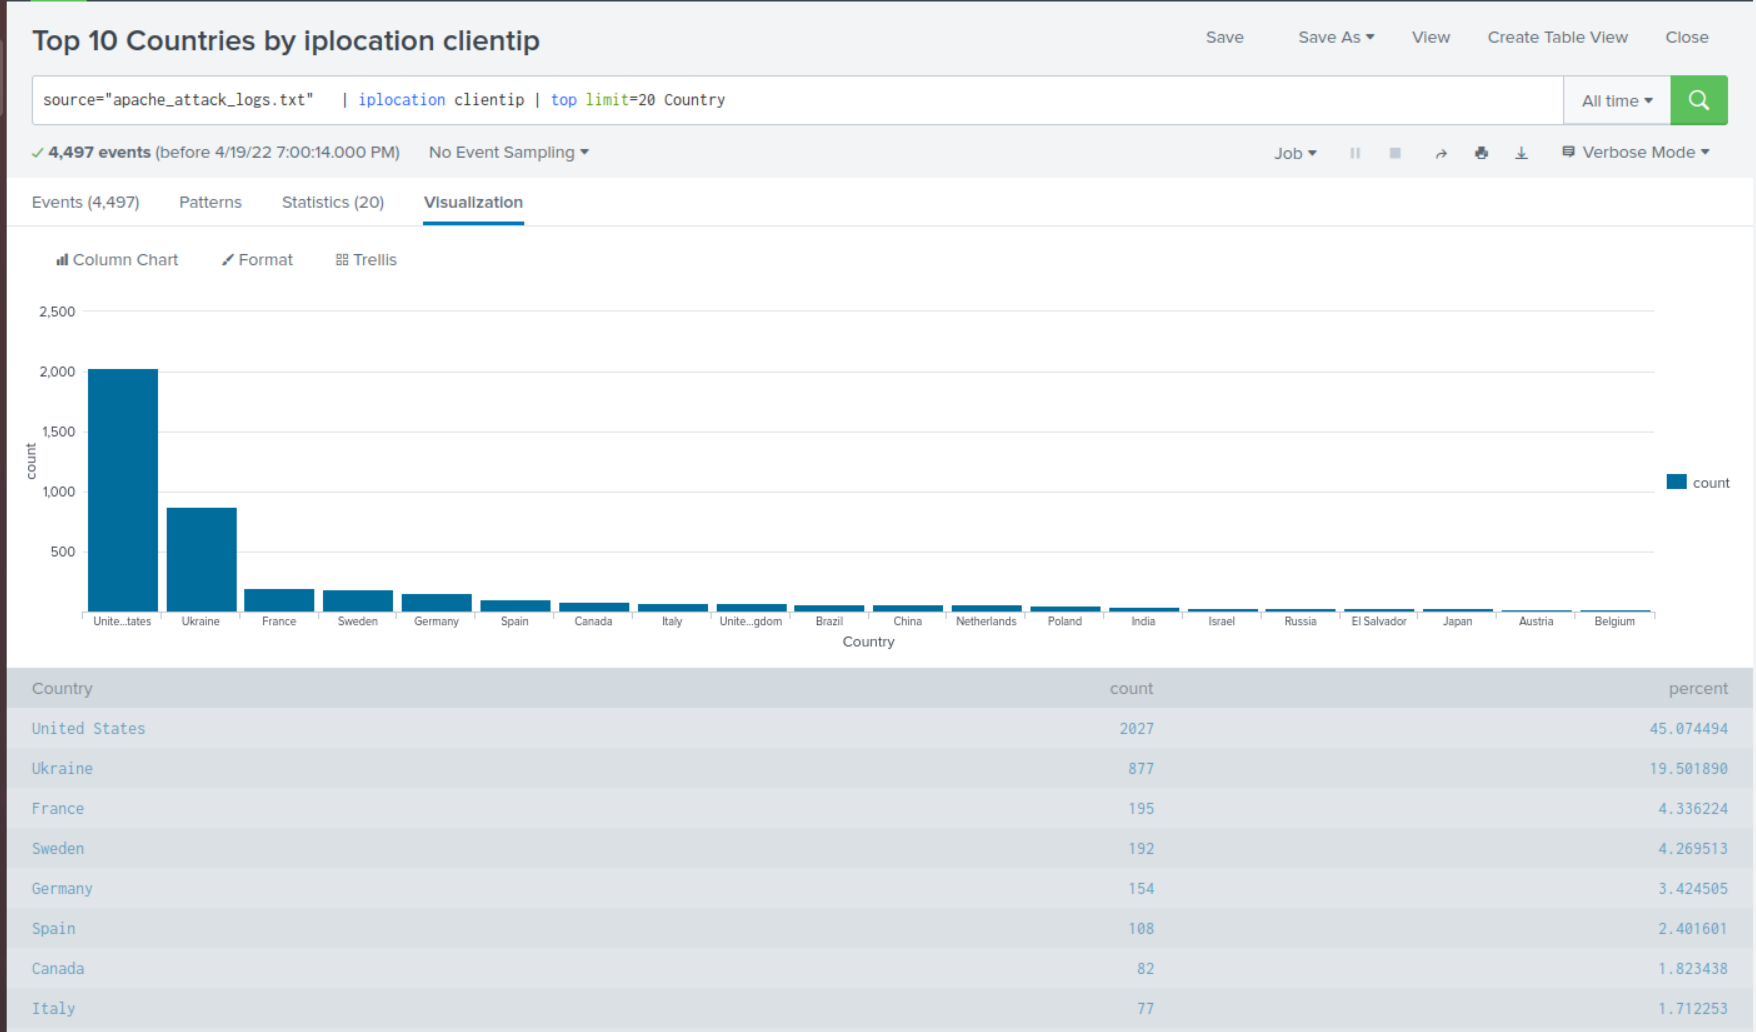 Top 10 Countries by iplocation clientip
Save Save As View Create Table View Close
source="apache_attack_logs.txt" | iplocation clientip | top limit=20 Country
All time
4,497 events (before 4/19/22 7:00:14.000 PM) No Event Sampling
Job Verbose Mode
Events (4,497) Patterns Statistics (20) Visualization
Column Chart Format Trellis
2,500
2,000
1,500
1,000
500
count
count
Unite...tates Ukraine France Sweden Germany Spain Canada Italy Unite...gdom Brazil China Netherlands Poland India Israel Russia El Salvador Japan Austria Belgium
Country
Country count percent
United States 2027 45.074494
Ukraine 877 19.501890
France 195 4.336224
Sweden 192 4.269513
Germany 154 3.424505
Spain 108 2.401601
Canada 82 1.823438
Italy 77 1.712253